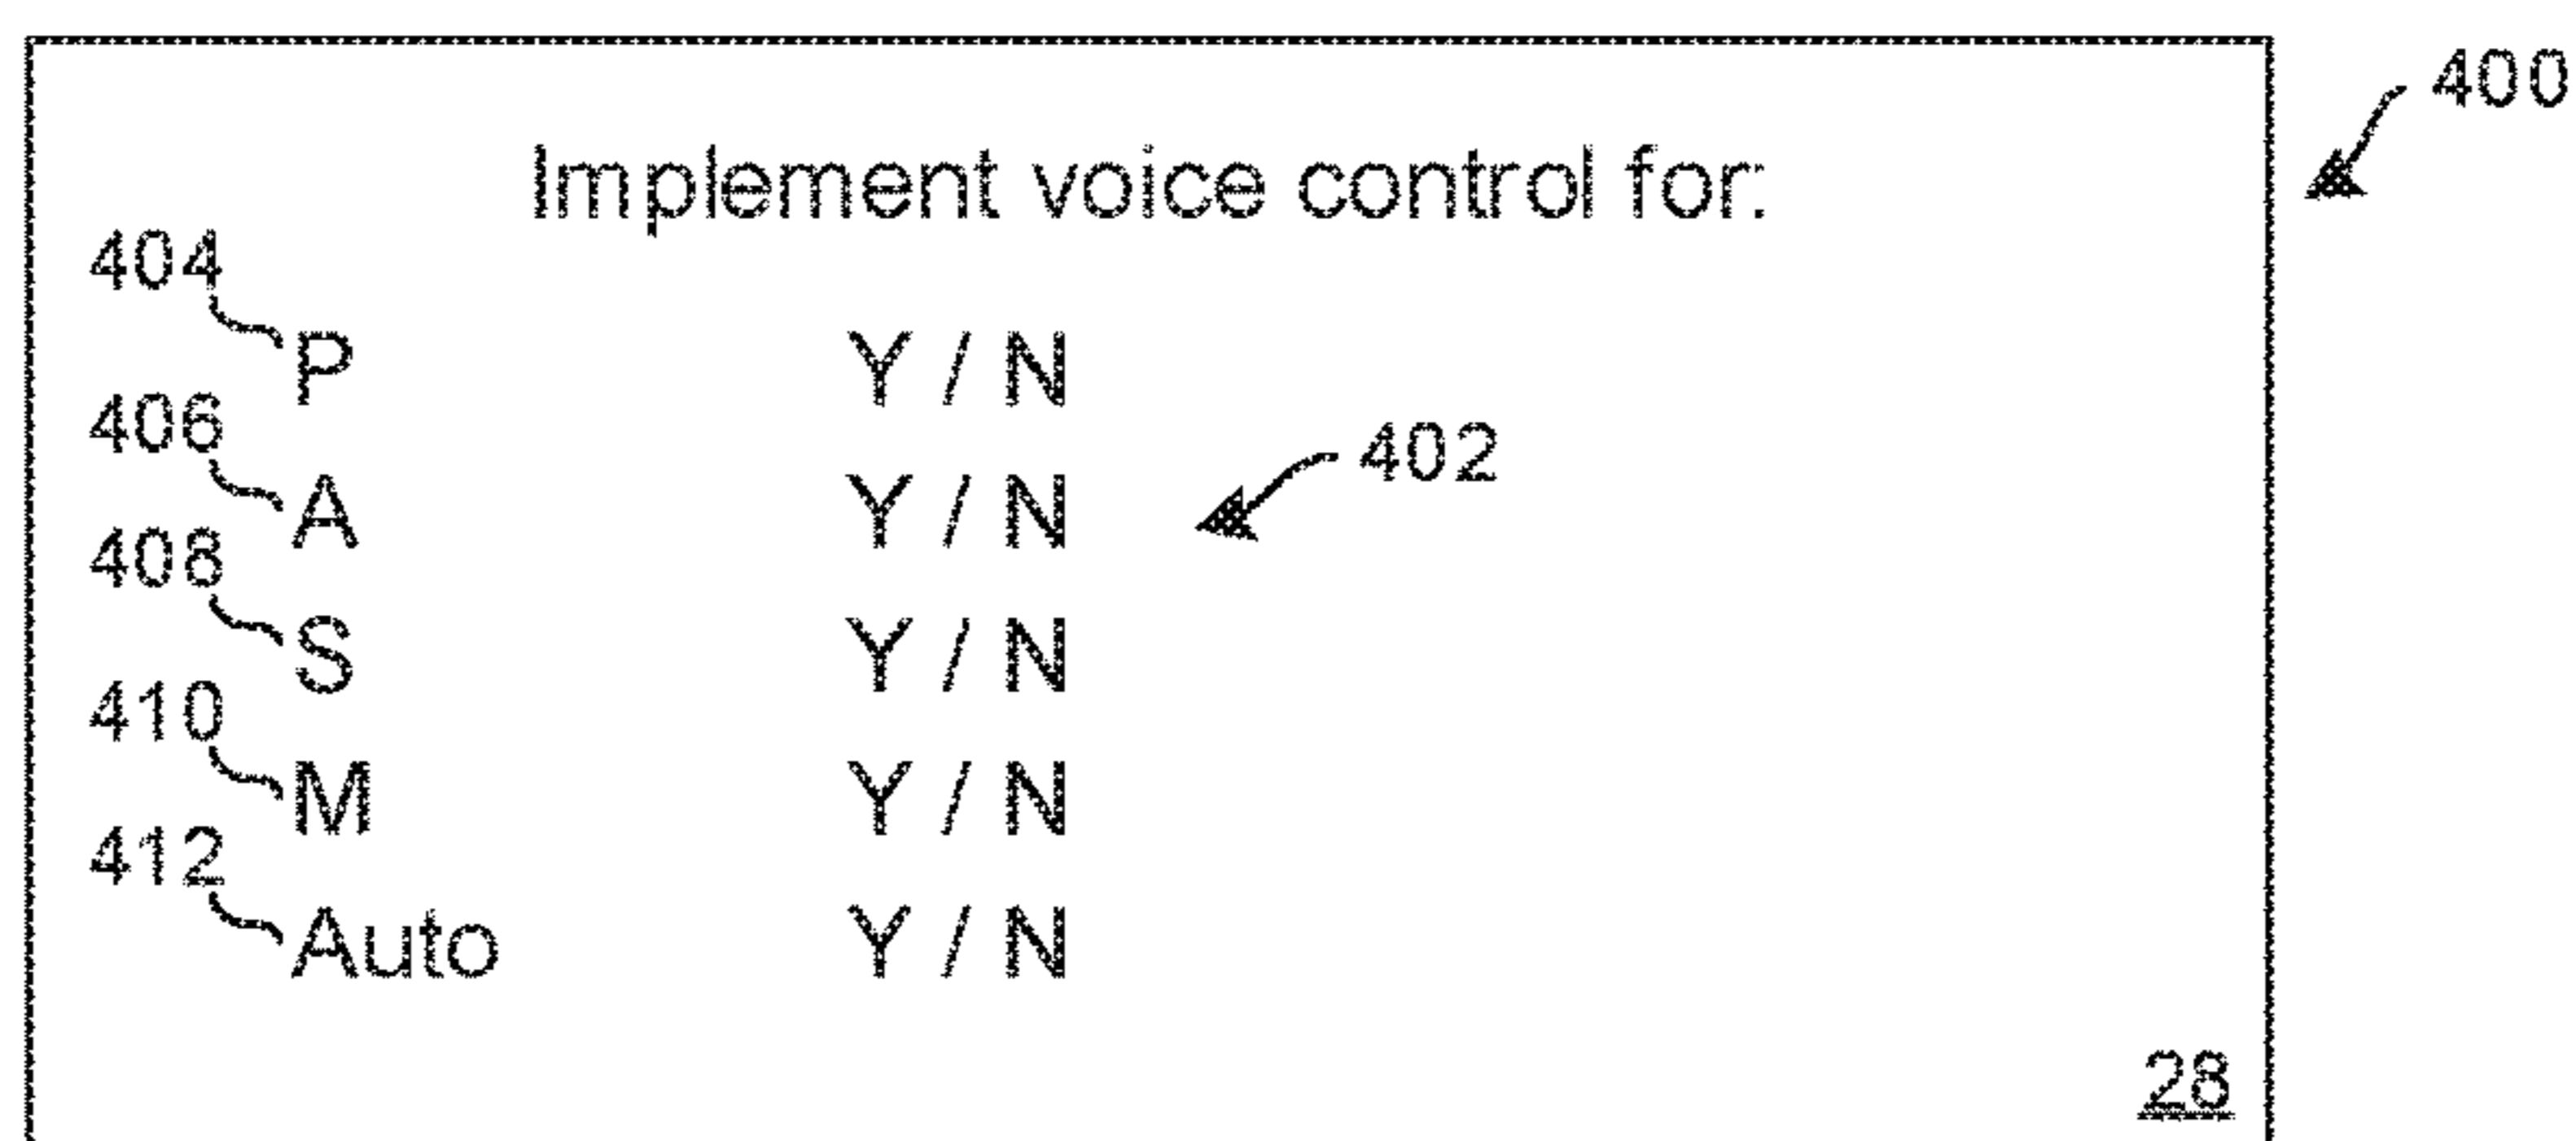 400
Implement voice control for:
404
P Y / N
406
A Y / N
402
408
S Y / N
410
M Y / N
412
Auto Y / N
28